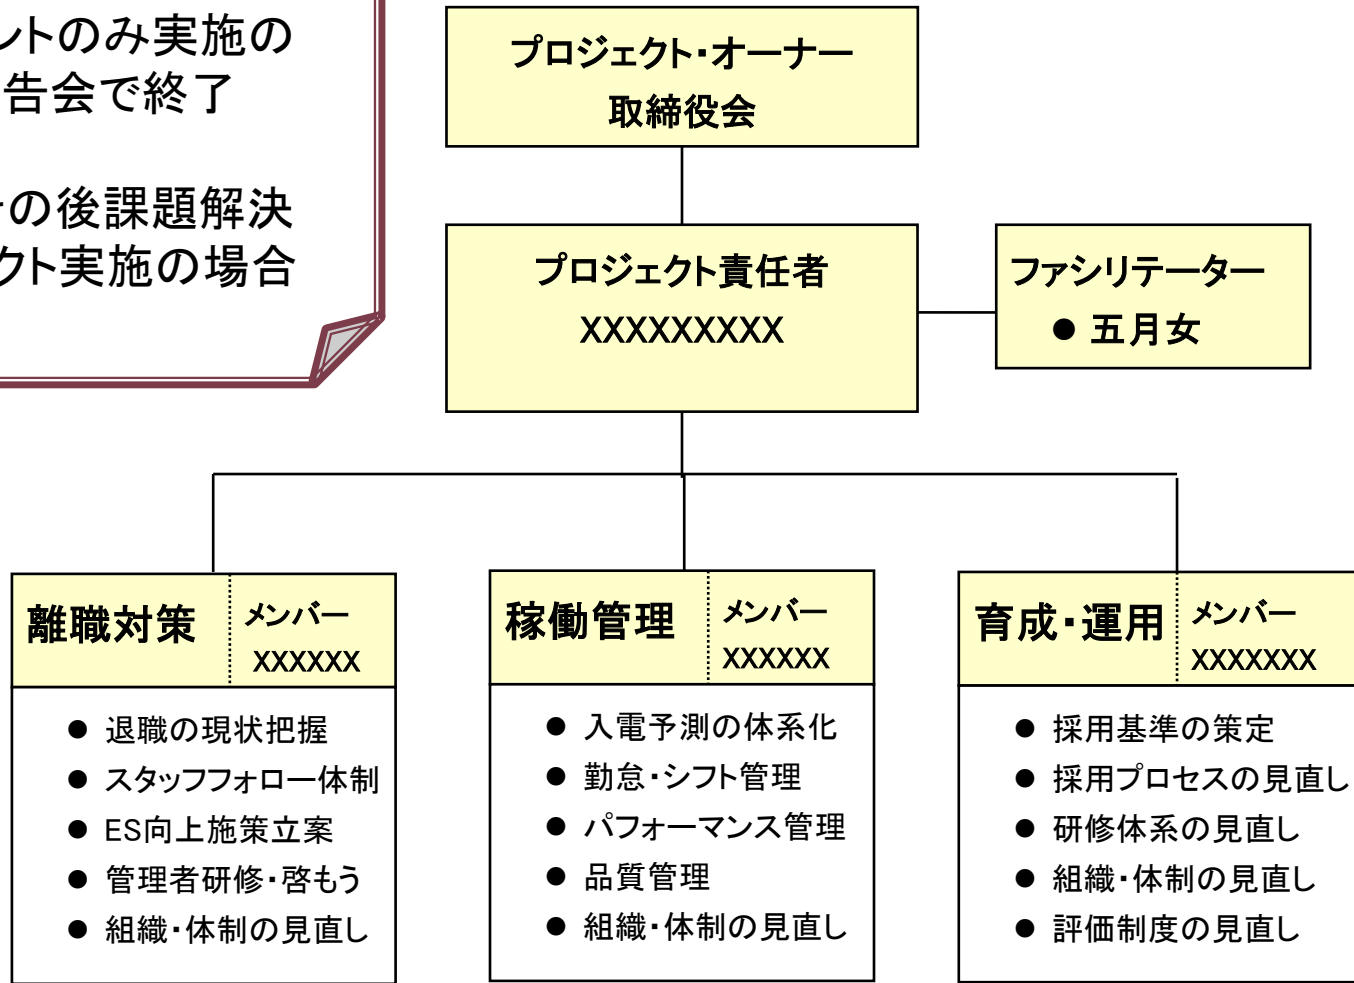 ントのみ実施の
告会で終了
の後課題解決
クト実施の場合
プロジェクト・オーナー
取締役会
プロジェクト責任者
XXXXXXXXX
ファシリテーター
● 五月女
離職対策
メンバー
XXXXXX
● 退職の現状把握
● スタッフフォロー体制
● ES向上施策立案
● 管理者研修・啓もう
● 組織・体制の見直し
稼働管理
メンバー
XXXXXX
● 入電予測の体系化
● 勤怠・シフト管理
● パフォーマンス管理
● 品質管理
● 組織・体制の見直し
育成・運用
メンバー
XXXXXXX
● 採用基準の策定
● 採用プロセスの見直し
● 研修体系の見直し
● 組織・体制の見直し
● 評価制度の見直し